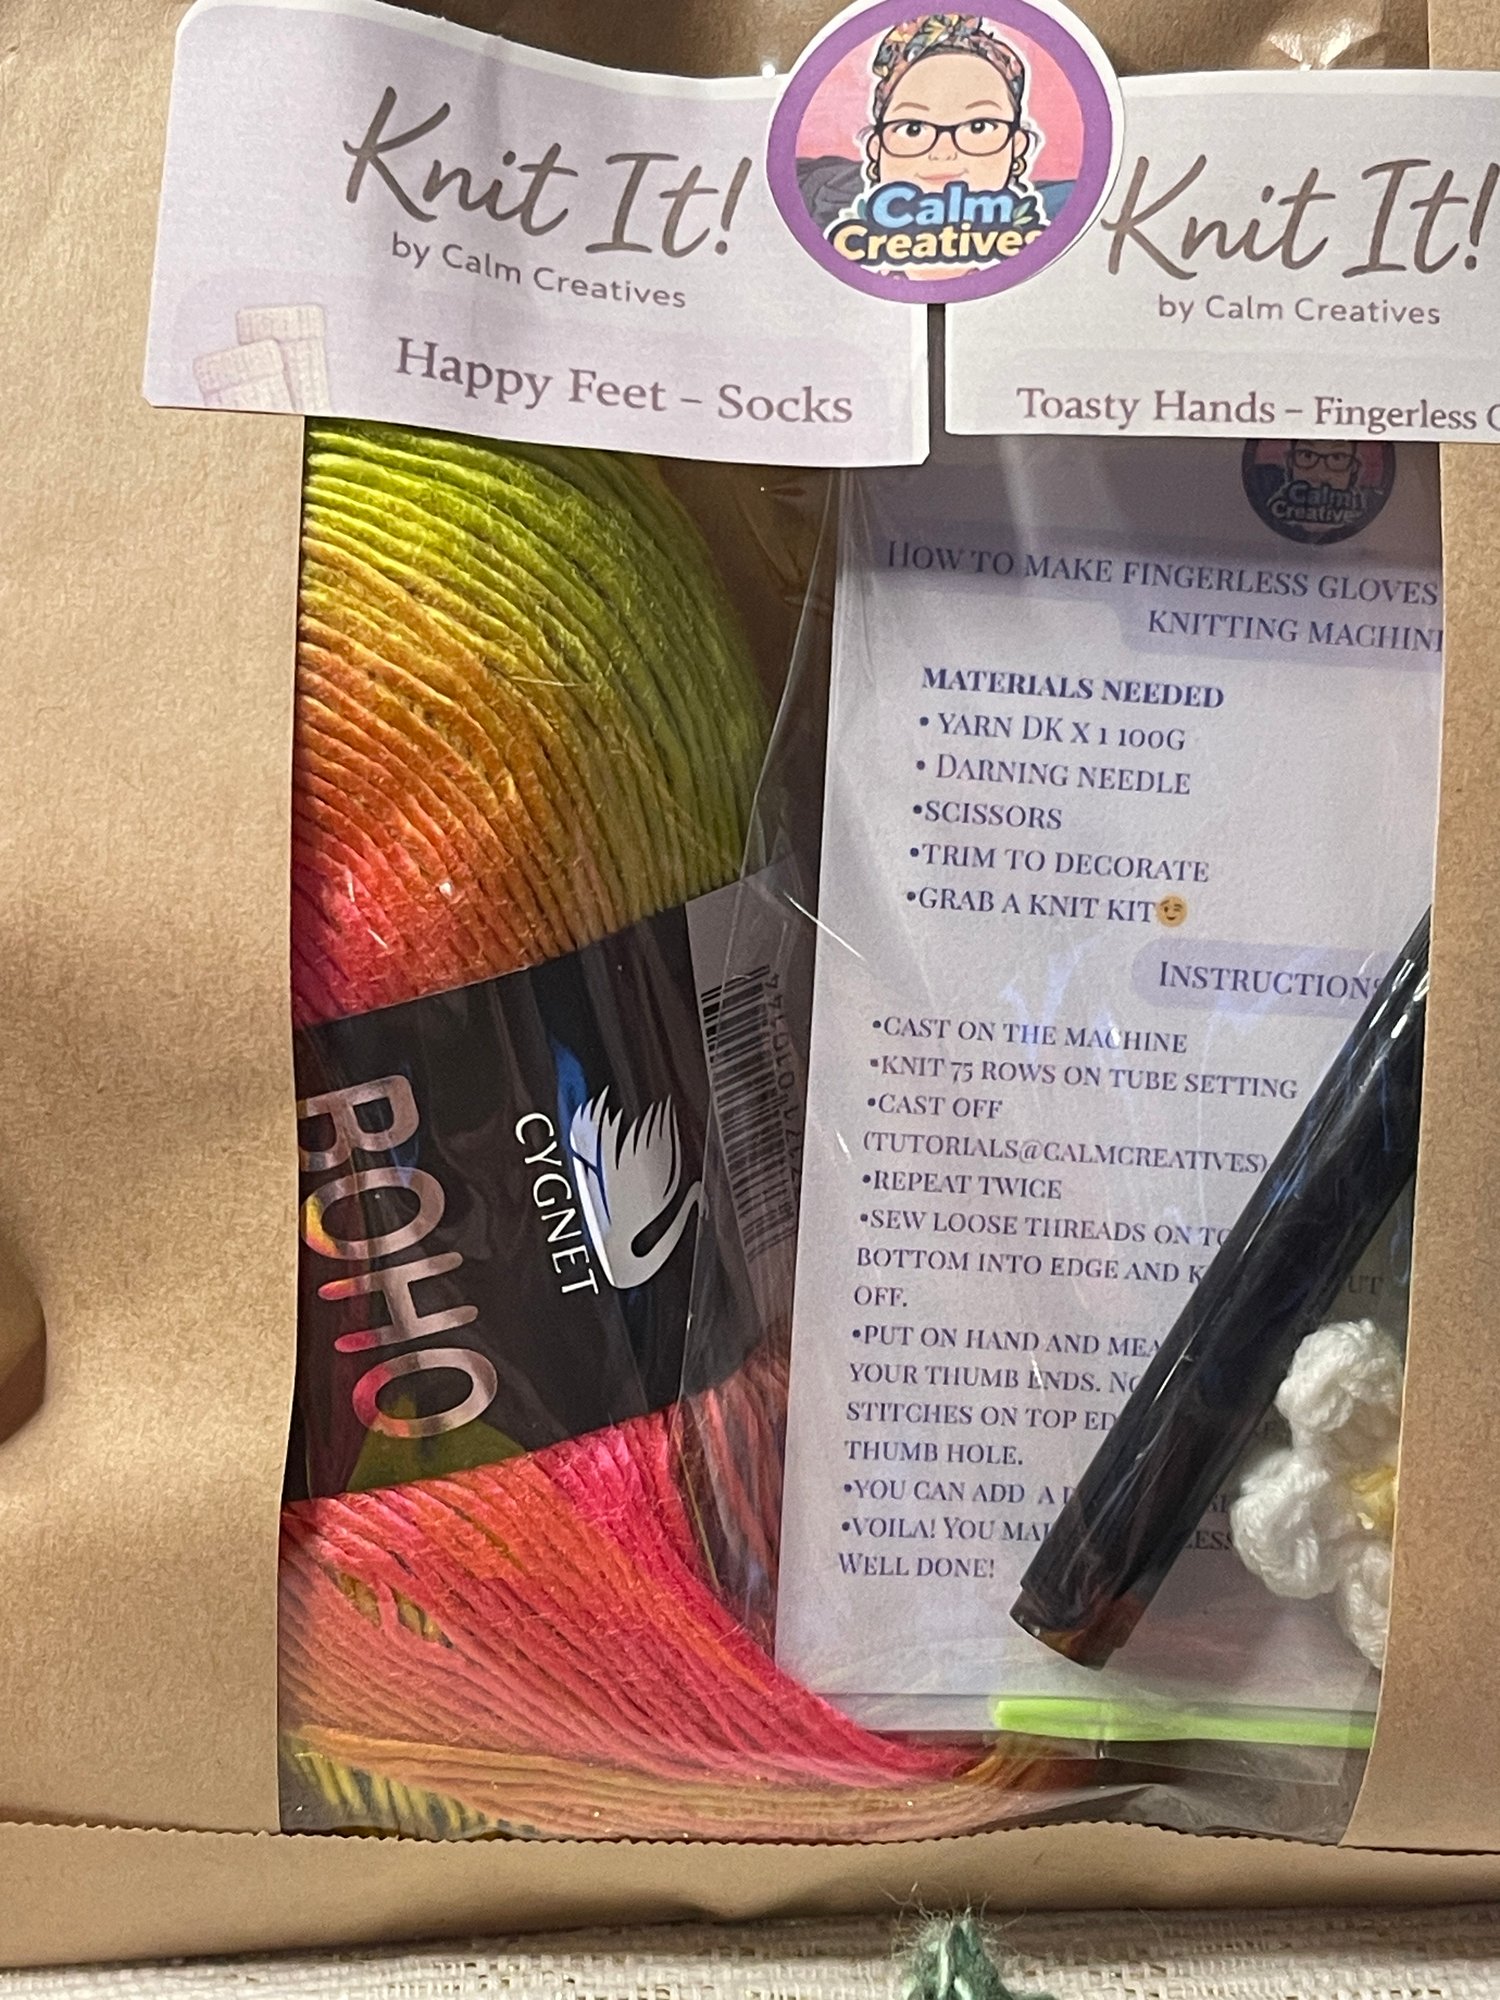 Knit It!
by Calm Creatives
Happy Feet – Socks
Calm
Creatives
Knit It!
by Calm Creatives
Toasty Hands – Fingerless
Calm
Creative
HOW TO MAKE FINGERLESS GLOVES
KNITTING
MATERIALS NEEDED
• YARN DK X 1 100G
• DARNING NEEDLE
•SCISSORS
•TRIM TO DECORATE
•GRAB A KNIT KIT😉
INSTRUCTIONS
•CAST ON THE MACHINE
•KNIT 75 ROWS ON TUBE SETTING
•CAST OFF
(TUTORIALS@CALMCREATIVES)
•REPEAT TWICE
•SEW LOOSE THREADS ON
BOTTOM INTO EDGE AND
OFF.
•PUT ON HAND AND
YOUR THUMB ENDS.
STITCHES ON TOP
THUMB HOLE.
•YOU CAN ADD A
•VOILA! YOU
WELL DONE!
BOHO
CYGNET